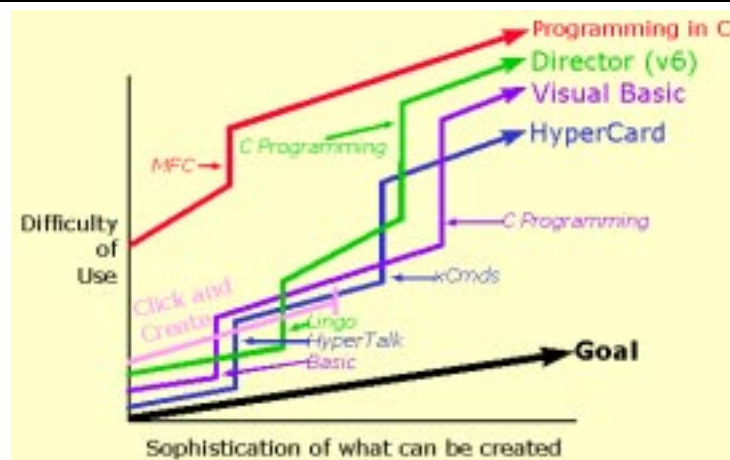 Programming in C
Director (v6)
Visual Basic
HyperCard
C Programming
MFC
Difficulty
of
Use
C Programming
xCmds
Click and
Create
Lingo
HyperTalk
Basic
Goal
Sophistication of what can be created